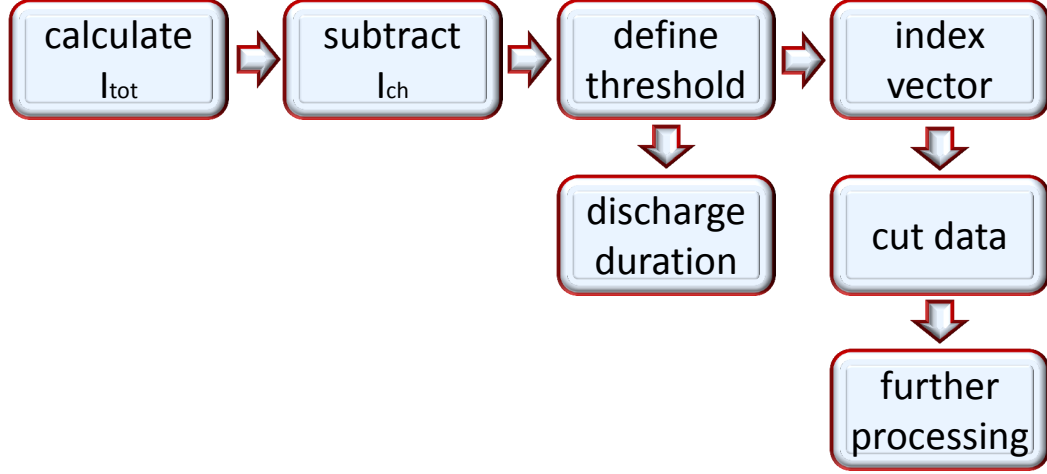 calculate
Itot
subtract
Ich
define
threshold
index
vector
discharge
duration
cut data
further
processing